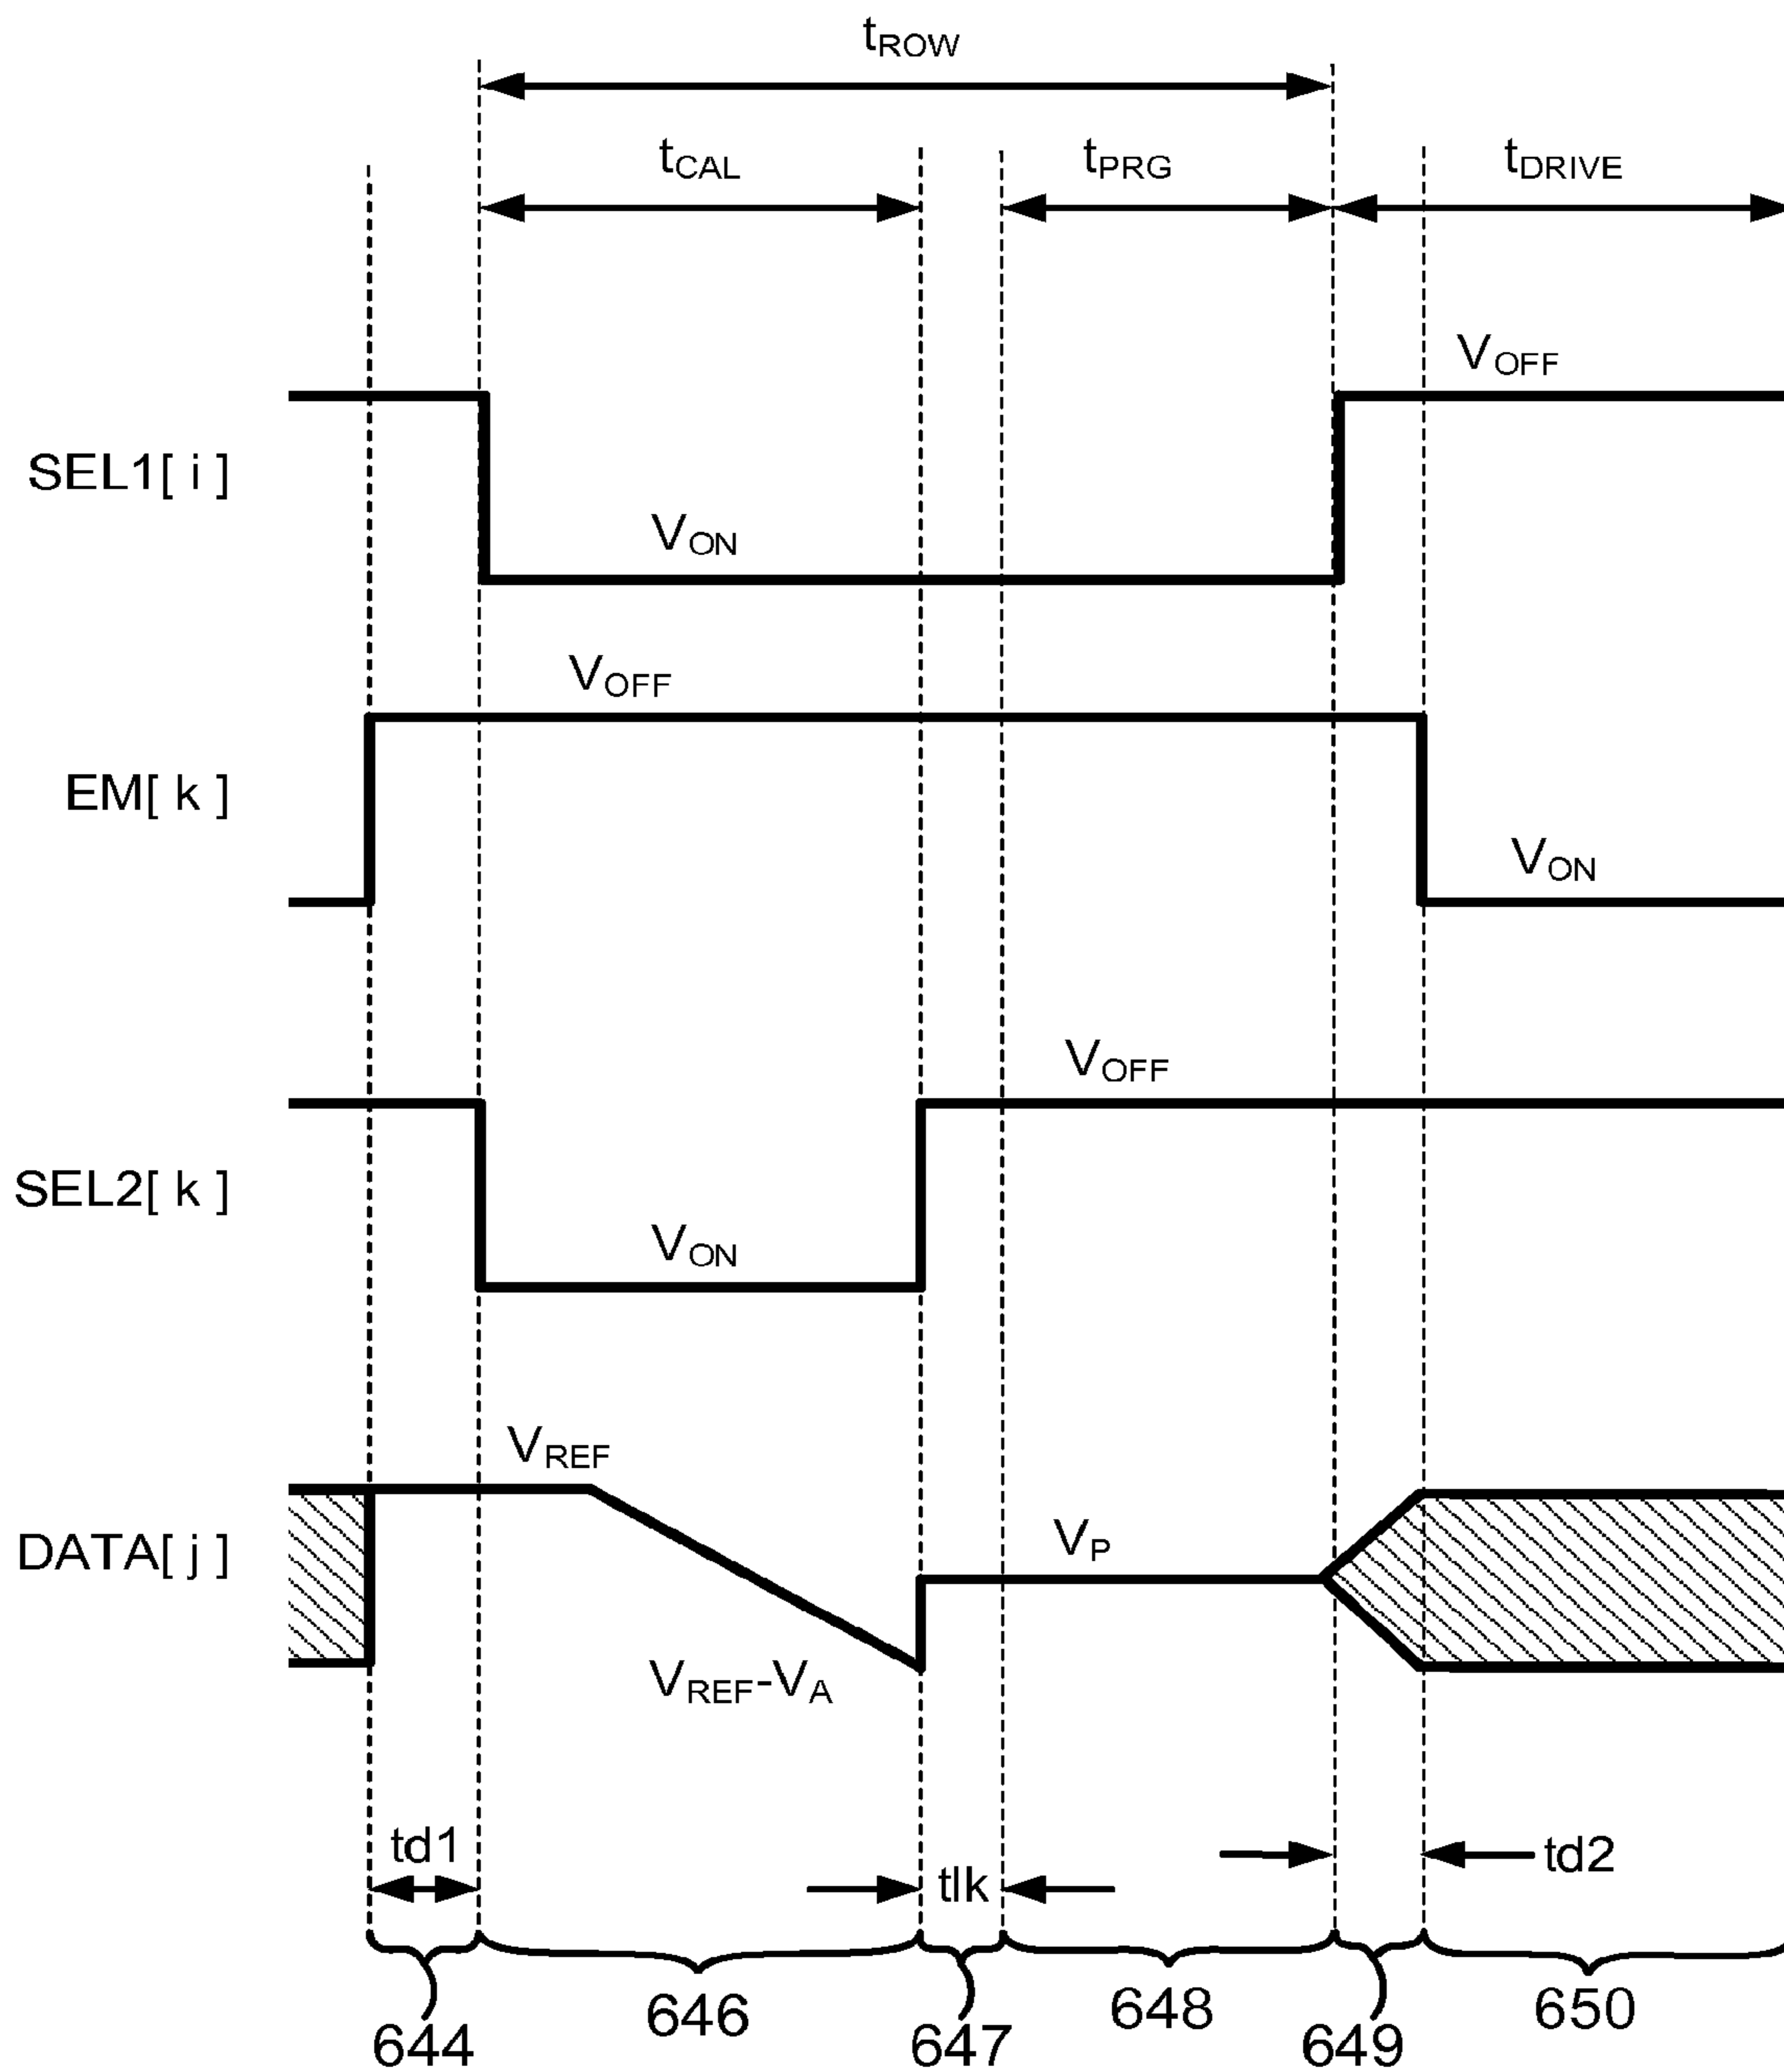 tROW
tCAL
tPRG
tDRIVE
VOFF
SEL1[ i ]
VON
VOFF
EM[ k ]
VON
VOFF
SEL2[ k ]
VON
VREF
DATA[ j ]
VP
VREF-VA
td1
tlk
td2
644
646
647
648
649
650